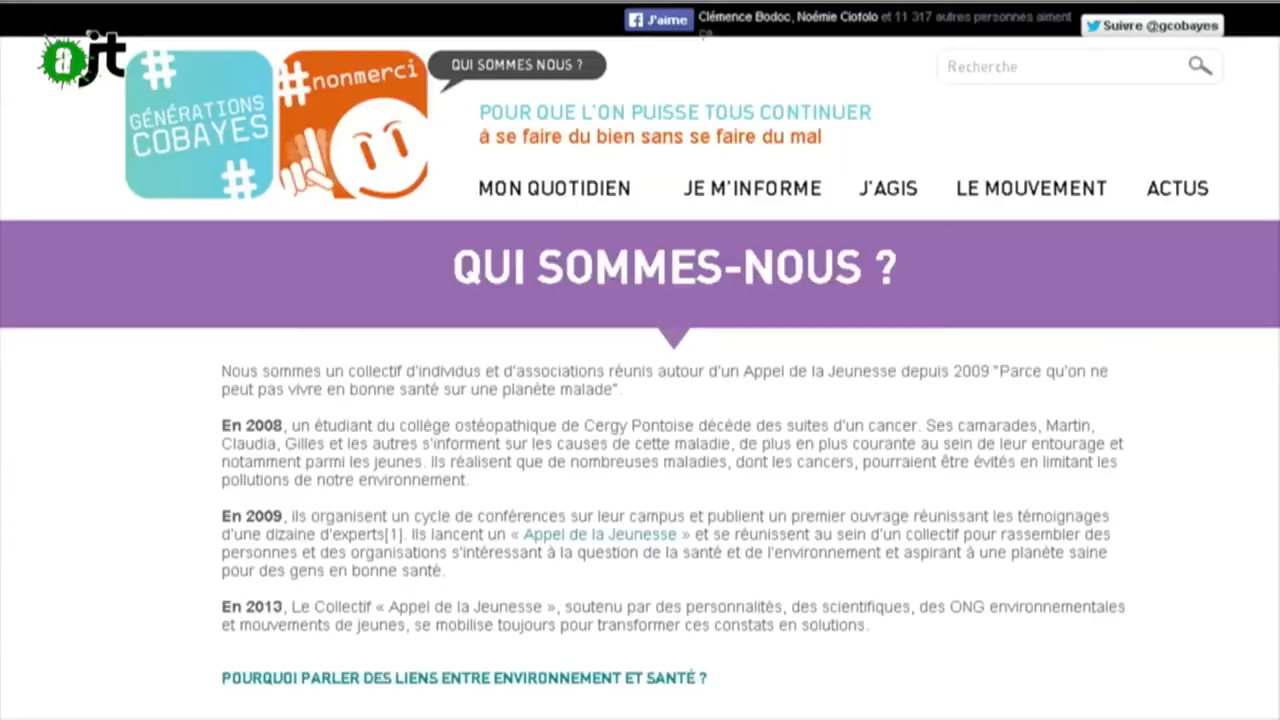 J'aime Clémence Bodoc, Noémie Ciofolo et 11 317 autres personnes aiment
ça
Suivre @gcobayes
ajt
# GÉNÉRATIONS
COBAYES #
#nonmerci
QUI SOMMES NOUS ?
Recherche
POUR QUE L'ON PUISSE TOUS CONTINUER
à se faire du bien sans se faire du mal
MON QUOTIDIEN JE M'INFORME J'AGIS LE MOUVEMENT ACTUS
QUI SOMMES-NOUS ?
Nous sommes un collectif d'individus et d'associations réunis autour d'un Appel de la Jeunesse depuis 2009 "Parce qu'on ne
peut pas vivre en bonne santé sur une planète malade".
En 2008, un étudiant du collège ostéopathique de Cergy Pontoise décède des suites d'un cancer. Ses camarades, Martin,
Claudia, Gilles et les autres s'informent sur les causes de cette maladie, de plus en plus courante au sein de leur entourage et
notamment parmi les jeunes. Ils réalisent que de nombreuses maladies, dont les cancers, pourraient être évités en limitant les
pollutions de notre environnement.
En 2009, ils organisent un cycle de conférences sur leur campus et publient un premier ouvrage réunissant les témoignages
d'une dizaine d'experts[1]. Ils lancent un « Appel de la Jeunesse » et se réunissent au sein d'un collectif pour rassembler des
personnes et des organisations s'intéressant à la question de la santé et de l'environnement et aspirant à une planète saine
pour des gens en bonne santé.
En 2013, Le Collectif « Appel de la Jeunesse », soutenu par des personnalités, des scientifiques, des ONG environnementales
et mouvements de jeunes, se mobilise toujours pour transformer ces constats en solutions.
POURQUOI PARLER DES LIENS ENTRE ENVIRONNEMENT ET SANTÉ ?